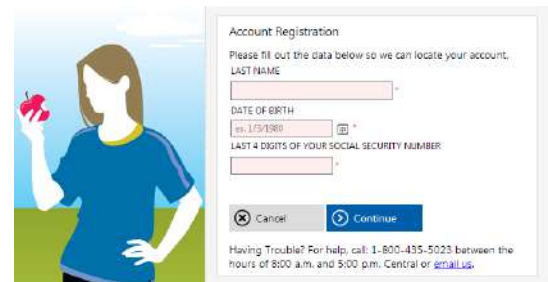 Account Registration
Please fill out the data below so we can locate your account.
LAST NAME
*
DATE OF BIRTH
ex. 1/3/1980 *
LAST 4 DIGITS OF YOUR SOCIAL SECURITY NUMBER
*
Cancel Continue
Having Trouble? For help, call: 1-800-435-5023 between the
hours of 8:00 a.m. and 5:00 p.m. Central or email us.